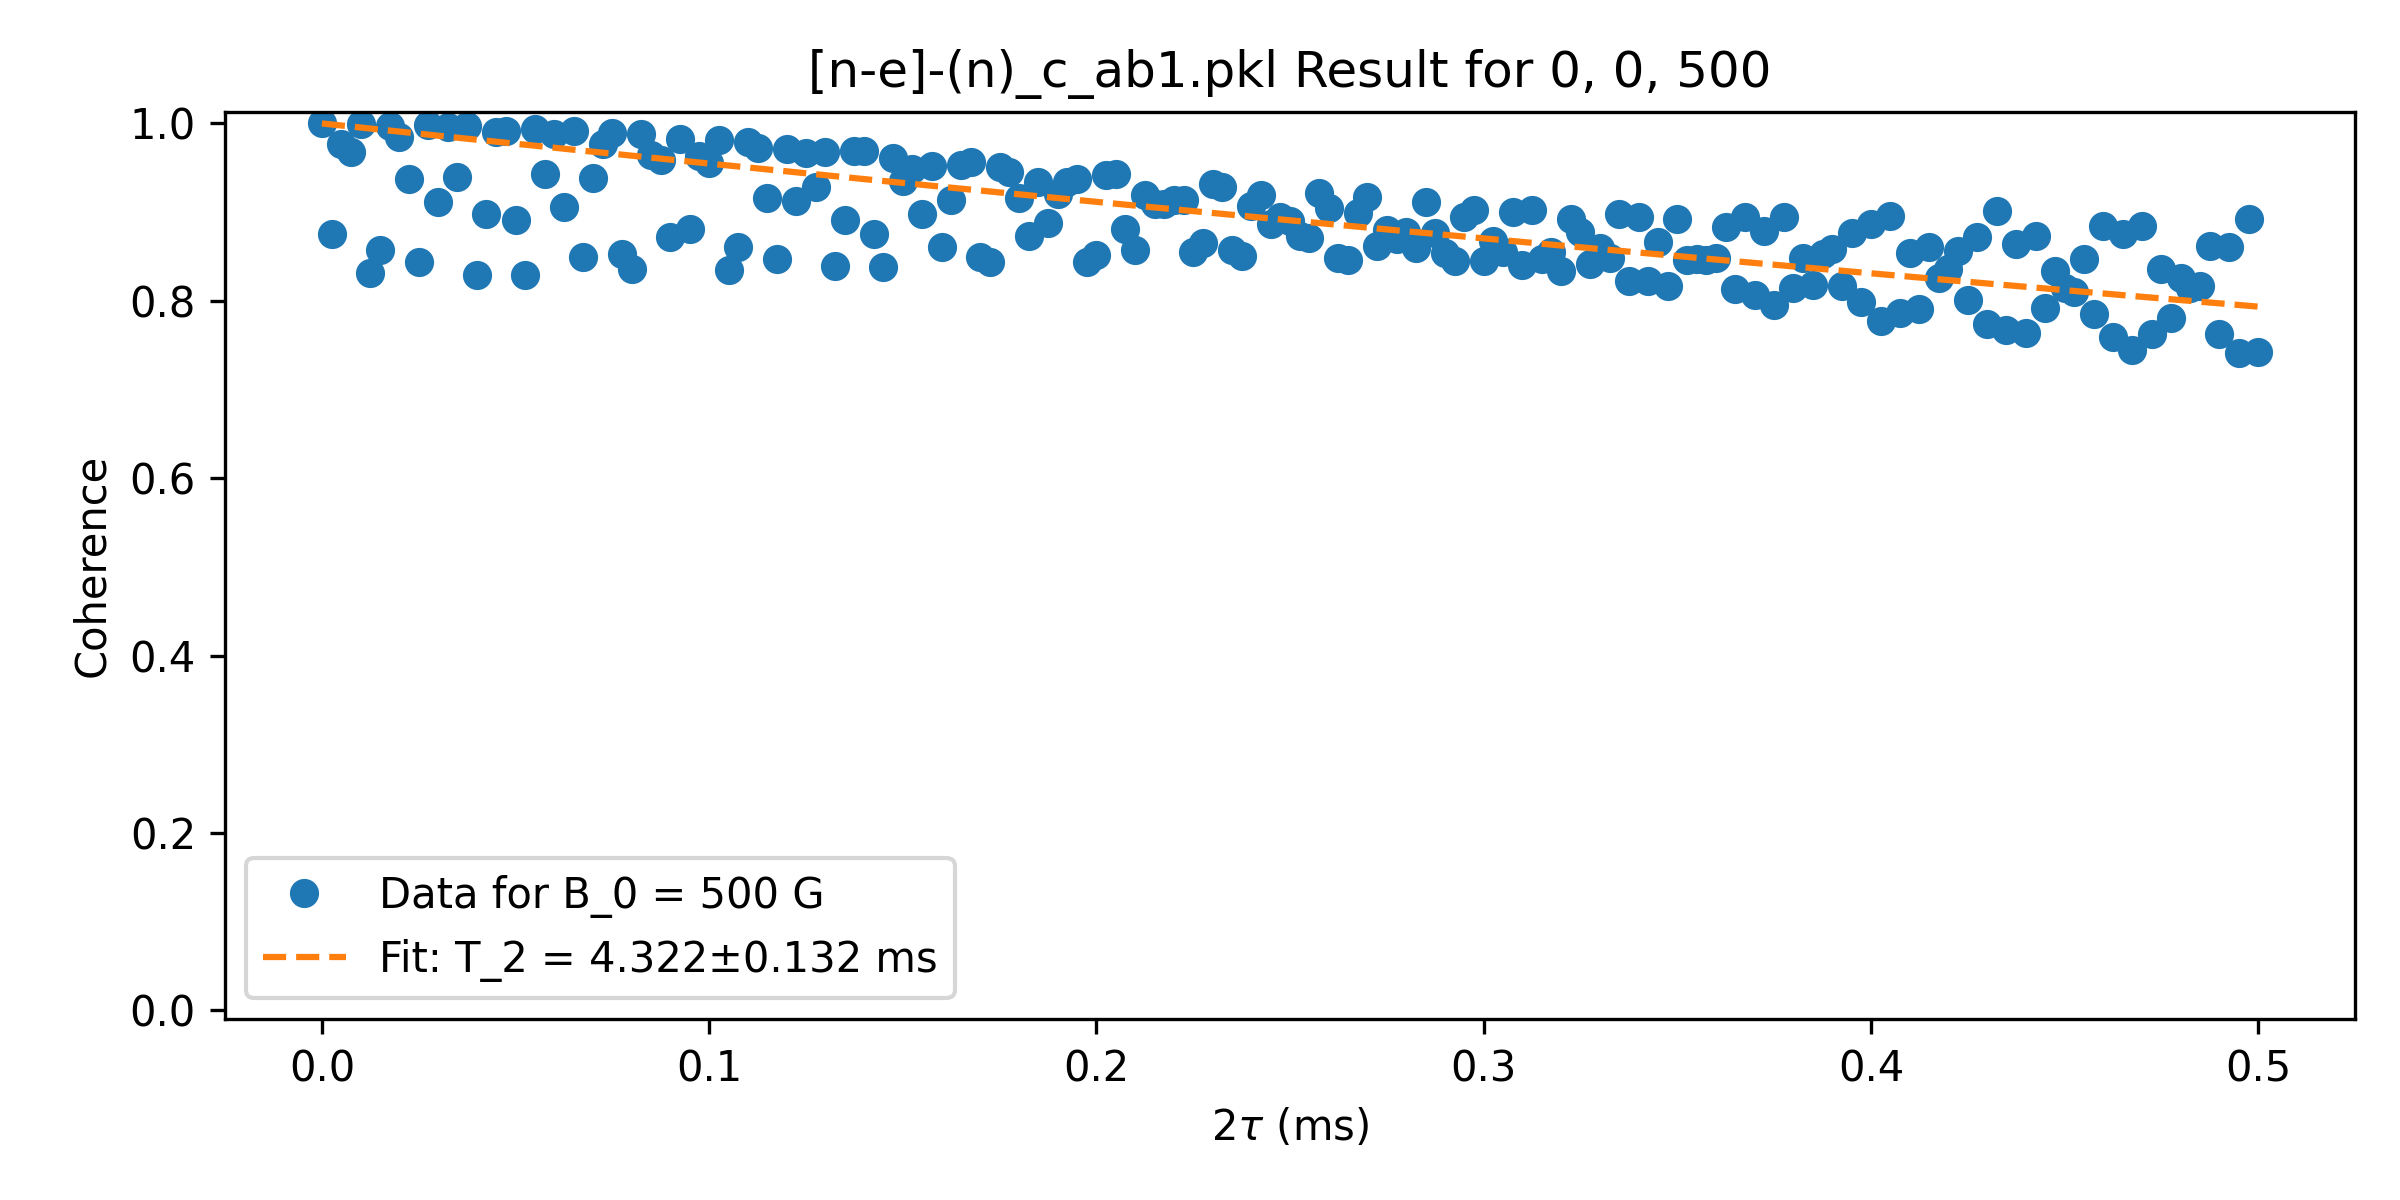 [n-e]-(n)_c_ab1.pkl Result for 0, 0, 500
1.0
0.8
0.6
0.4
0.2
0.0
Coherence
Data for B_0 = 500 G
Fit: T_2 = 4.322±0.132 ms
0.0 0.1 0.2 0.3 0.4 0.5
2τ (ms)